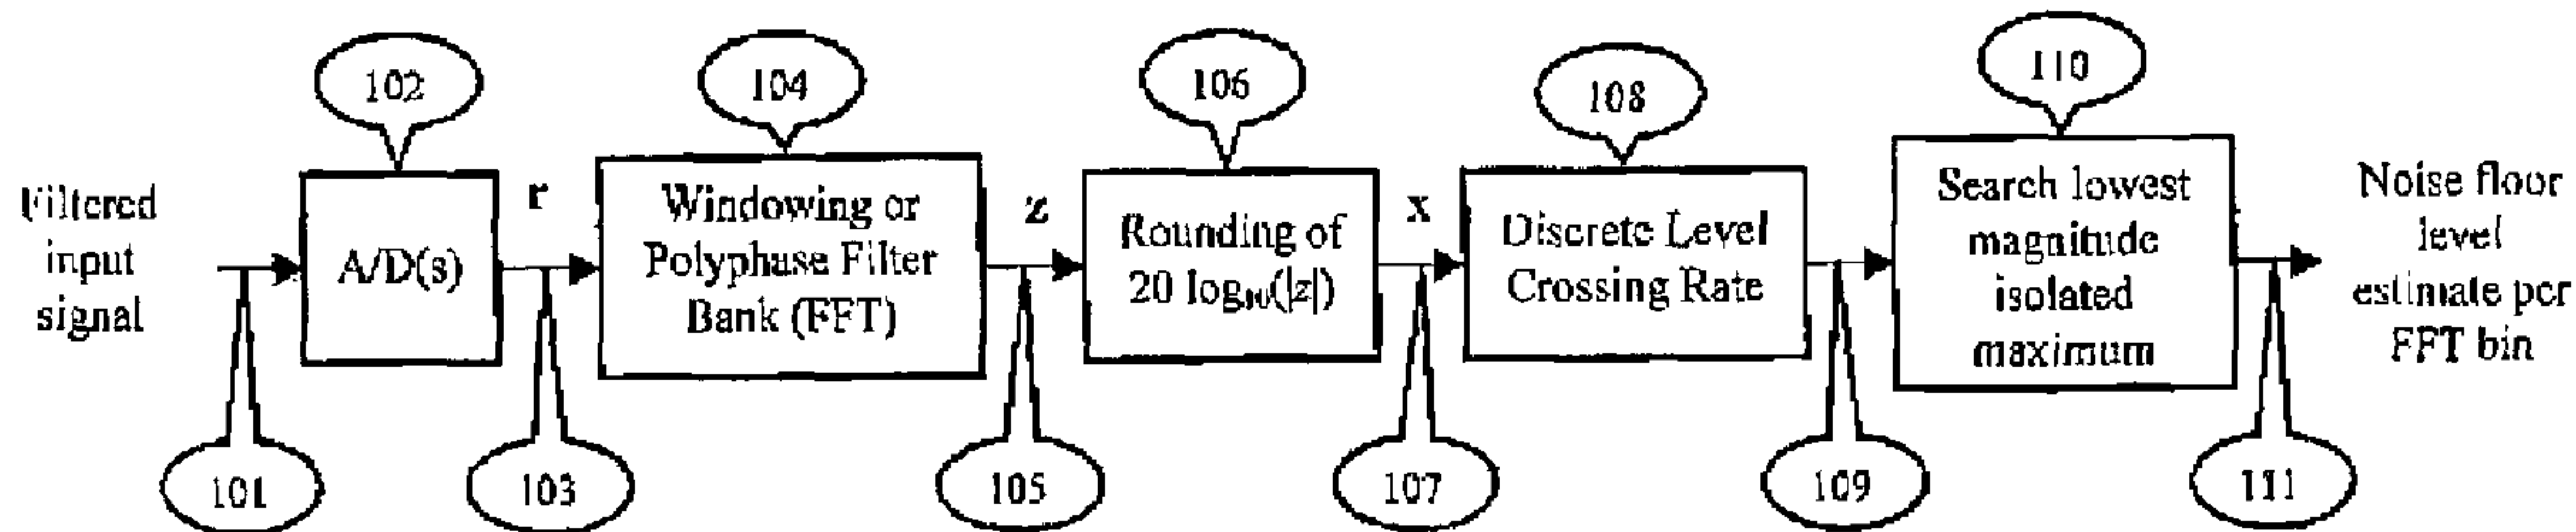 102
104
106
108
110
Filtered
input
signal
A/D(s)
r
Windowing or
Polyphase Filter
Bank (FFT)
z
Rounding of
20 log₁₀(|z|)
x
Discrete Level
Crossing Rate
Search lowest
magnitude
isolated
maximum
Noise floor
level
estimate per
FFT bin
101
103
105
107
109
111